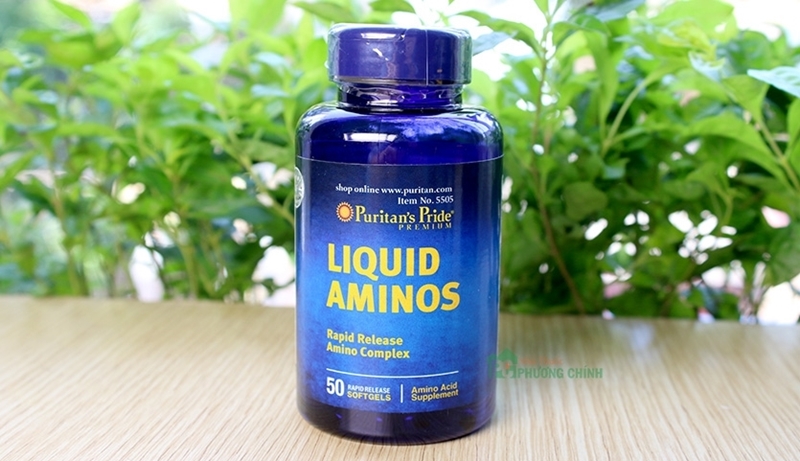 shop online www.puritan.com
Item No. 5505
Puritan's Pride®
PREMIUM
LIQUID
AMINOS
Rapid Release
Amino Complex
50 RAPID RELEASE
SOFTGELS
Amino Acid
Supplement
PHUONG CHINH